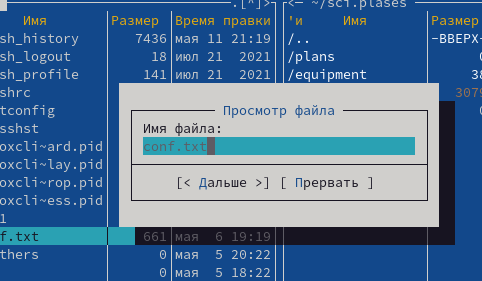 .[^]> <— ~/sci.plases
Имя Размер Время правки 'и Имя Размер
sh_history 7436 мая 11 21:19 /.. —ВВЕРХ
sh_logout 18 июл 21 2021 /plans
sh_profile 141 июл 21 2021 /equipment 38
shrc 3079
tconfig
sshst
oxcli~ard.pid
oxcli~lay.pid
oxcli~rop.pid
oxcli~ess.pid
1
f.txt 661 мая 6 19:19
thers 0 мая 5 20:22
0 мая 5 18:22
Просмотр файла
Имя файла:
conf.txt
[< Дальше >] [ Прервать ]